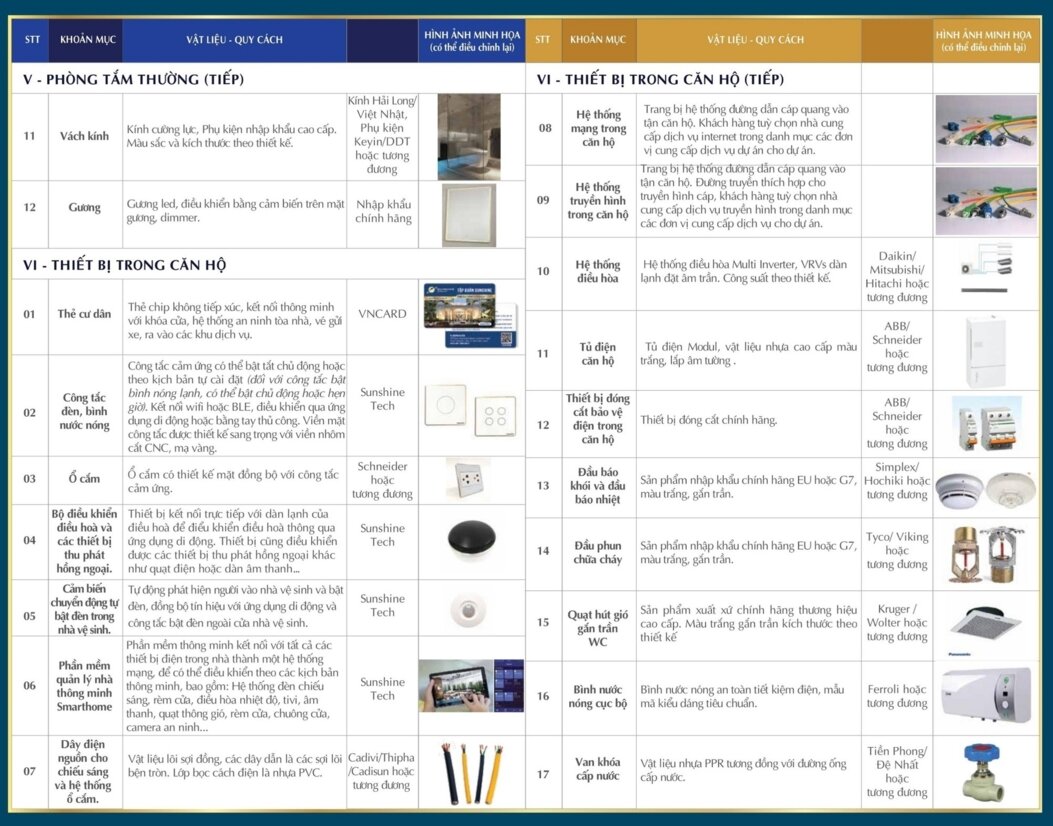 STT
KHOẢN MỤC
VẬT LIỆU - QUY CÁCH
HÌNH ẢNH MINH HỌA
(có thể điều chỉnh lại)
V - PHÒNG TẮM THƯỜNG (TIẾP)
11
Vách kính
Kính cường lực, Phụ kiện nhập khẩu cao cấp.
Màu sắc và kích thước theo thiết kế.
Kính Hải Long/
Việt Nhật,
Phụ kiện
Keyin/DDT
hoặc tương
đương
12
Gương
Gương led, điều khiển bằng cảm biến trên mặt
gương, dimmer.
Nhập khẩu
chính hãng
VI - THIẾT BỊ TRONG CĂN HỘ
01
Thẻ cư dân
Thẻ chip không tiếp xúc, kết nối thông minh
với khóa cửa, hệ thống an ninh tòa nhà, vé gửi
xe, ra vào các khu dịch vụ.
VNCARD
TẬP ĐOÀN SUNSHINE
02
Công tắc
đèn, bình
nước nóng
Công tắc cảm ứng có thể bật tắt chủ động hoặc
theo kịch bản tự cài đặt (đối với công tắc bật
bình nóng lạnh, có thể bật chủ động hoặc hẹn
giờ). Kết nối wifi hoặc BLE, điều khiển qua ứng
dụng di động hoặc bằng tay thủ công. Viền mặt
công tắc được thiết kế sang trọng với viền nhôm
cắt CNC, mạ vàng.
Sunshine
Tech
03
Ổ cắm
Ổ cắm có thiết kế mặt đồng bộ với công tắc
cảm ứng.
Schneider
hoặc
tương đương
04
Bộ điều khiển
điều hoà và
các thiết bị
thu phát
hồng ngoại.
Thiết bị kết nối trực tiếp với dàn lạnh của
điều hoà để điều khiển điều hoà thông qua
ứng dụng di động. Thiết bị cũng điều khiển
được các thiết bị thu phát hồng ngoại khác
như quạt điện hoặc dàn âm thanh...
Sunshine
Tech
05
Cảm biến
chuyển động tự
bật đèn trong
nhà vệ sinh.
Tự động phát hiện người vào nhà vệ sinh và bật
đèn, đồng bộ tín hiệu với ứng dụng di động và
công tắc bật đèn ngoài cửa nhà vệ sinh.
Sunshine
Tech
06
Phần mềm
quản lý nhà
thông minh
Smarthome
Phần mềm thông minh kết nối với tất cả các
thiết bị điện trong nhà thành một hệ thống
mạng, để có thể điều khiển theo các kịch bản
thông minh, bao gồm: Hệ thống đèn chiếu
sáng, rèm cửa, điều hòa nhiệt độ, tivi, âm
thanh, quạt thông gió, rèm cửa, chuông cửa,
camera an ninh...
Sunshine
Tech
07
Dây điện
nguồn cho
chiếu sáng
và hệ thống
ổ cắm.
Vật liệu lõi sợi đồng, các dây dẫn là các sợi lõi
bện tròn. Lớp bọc cách điện là nhựa PVC.
Cadivi/Thipha
/Cadisun hoặc
tương đương
STT
KHOẢN MỤC
VẬT LIỆU - QUY CÁCH
HÌNH ẢNH MINH HỌA
(có thể điều chỉnh lại)
VI - THIẾT BỊ TRONG CĂN HỘ (TIẾP)
08
Hệ thống
mạng trong
căn hộ
Trang bị hệ thống đường dẫn cáp quang vào
tận căn hộ. Khách hàng tuỳ chọn nhà cung
cấp dịch vụ internet trong danh mục các đơn
vị cung cấp dịch vụ dự án cho dự án.
09
Hệ thống
truyền hình
trong căn hộ
Trang bị hệ thống đường dẫn cáp quang vào
tận căn hộ. Đường truyền thích hợp cho
truyền hình cáp, khách hàng tuỳ chọn nhà
cung cấp dịch vụ truyền hình trong danh mục
các đơn vị cung cấp dịch vụ cho dự án.
10
Hệ thống
điều hòa
Hệ thống điều hòa Multi Inverter, VRVs dàn
lạnh đặt âm trần. Công suất theo thiết kế.
Daikin/
Mitsubishi/
Hitachi hoặc
tương đương
11
Tủ điện
căn hộ
Tủ điện Modul, vật liệu nhựa cao cấp màu
trắng, lắp âm tường .
ABB/
Schneider
hoặc
tương đương
12
Thiết bị đóng
cắt bảo vệ
điện trong
căn hộ
Thiết bị đóng cắt chính hãng.
ABB/
Schneider
hoặc
tương đương
13
Đầu báo
khói và đầu
báo nhiệt
Sản phẩm nhập khẩu chính hãng EU hoặc G7,
màu trắng, gắn trần.
Simplex/
Hochiki hoặc
tương đương
14
Đầu phun
chữa cháy
Sản phẩm nhập khẩu chính hãng EU hoặc G7,
màu trắng, gắn trần.
Tyco/ Viking
hoặc
tương đương
15
Quạt hút gió
gắn trần
WC
Sản phẩm xuất xứ chính hãng thương hiệu
cao cấp. Màu trắng gắn trần kích thước theo
thiết kế
Kruger /
Wolter hoặc
tương đương
Panasonic
16
Bình nước
nóng cục bộ
Bình nước nóng an toàn tiết kiệm điện, mẫu
mã kiểu dáng tiêu chuẩn.
Ferroli hoặc
tương đương
17
Van khóa
cấp nước
Vật liệu nhựa PPR tương đồng với đường ống
cấp nước.
Tiền Phong/
Đệ Nhất
hoặc
tương đương